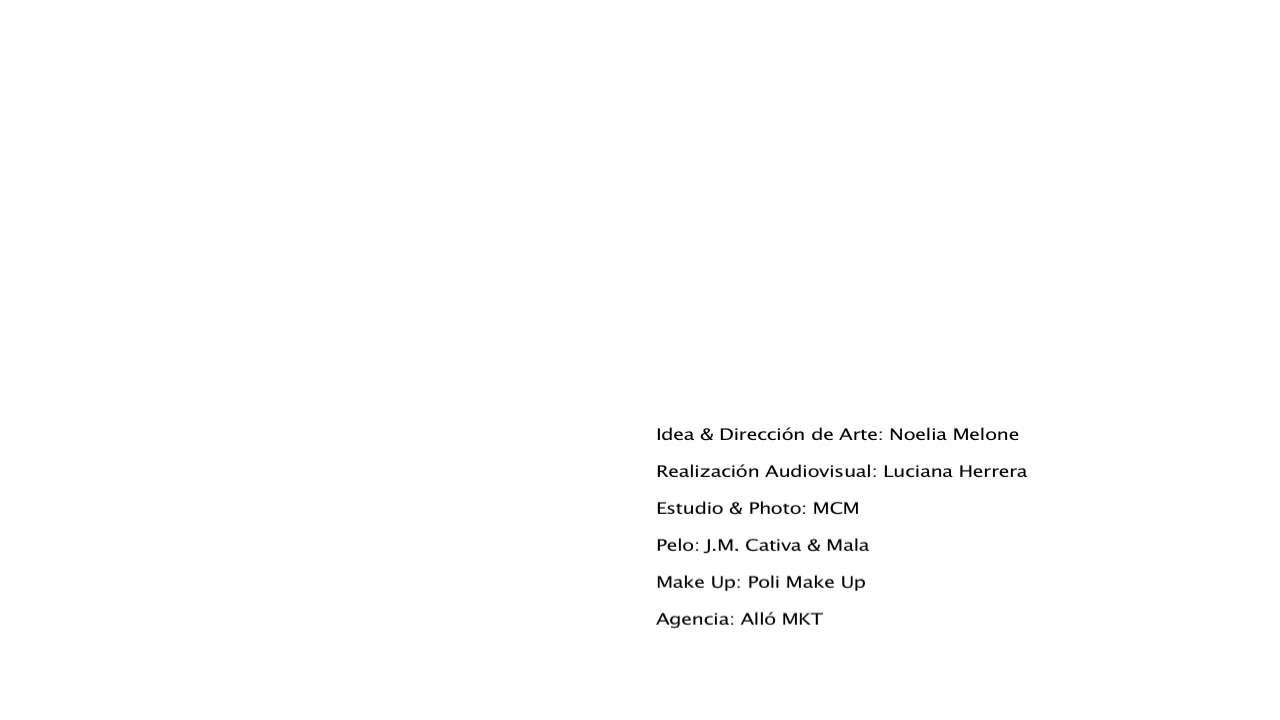 Idea & Dirección de Arte: Noelia Melone
Realización Audiovisual: Luciana Herrera
Estudio & Photo: MCM
Pelo: J.M. Cativa & Mala
Make Up: Poli Make Up
Agencia: Alló MKT